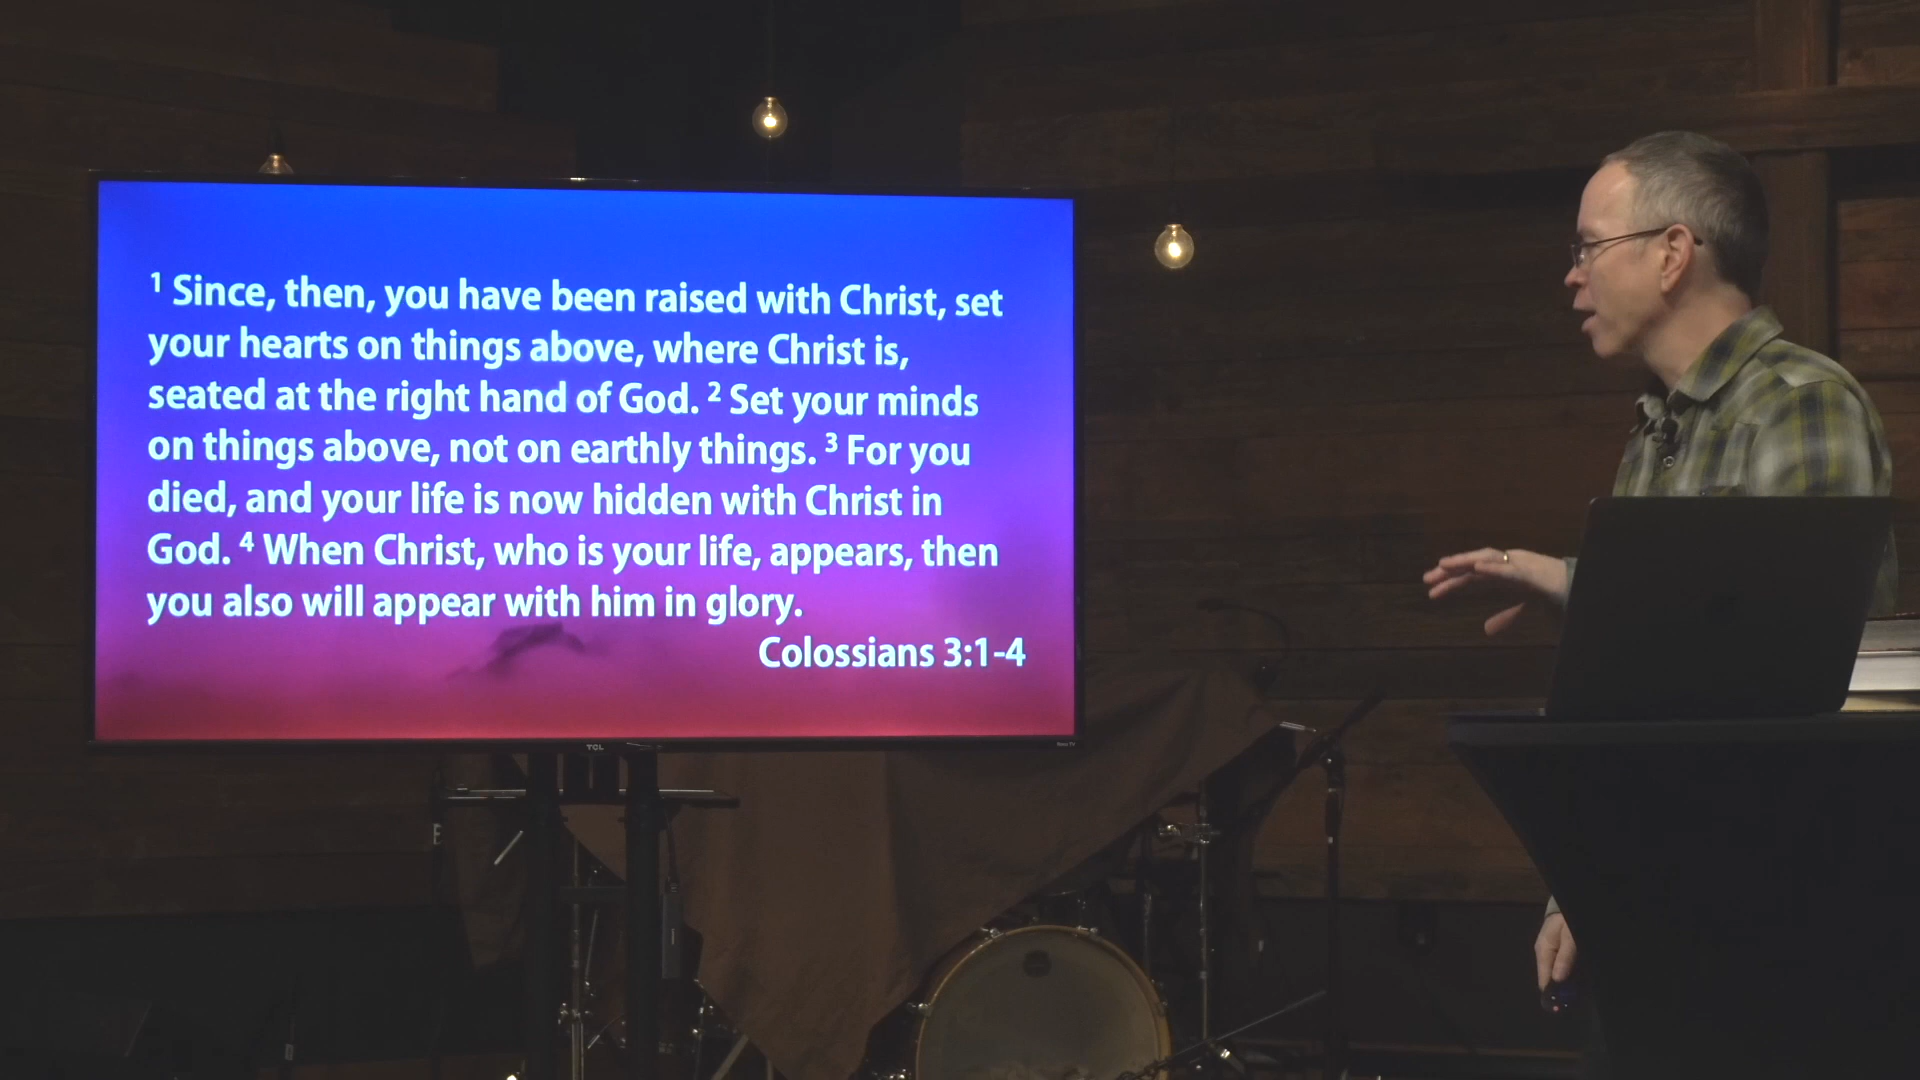 1 Since, then, you have been raised with Christ, set
your hearts on things above, where Christ is,
seated at the right hand of God. 2 Set your minds
on things above, not on earthly things. 3 For you
died, and your life is now hidden with Christ in
God. 4 When Christ, who is your life, appears, then
you also will appear with him in glory.
Colossians 3:1-4
TCL
Roku TV
E